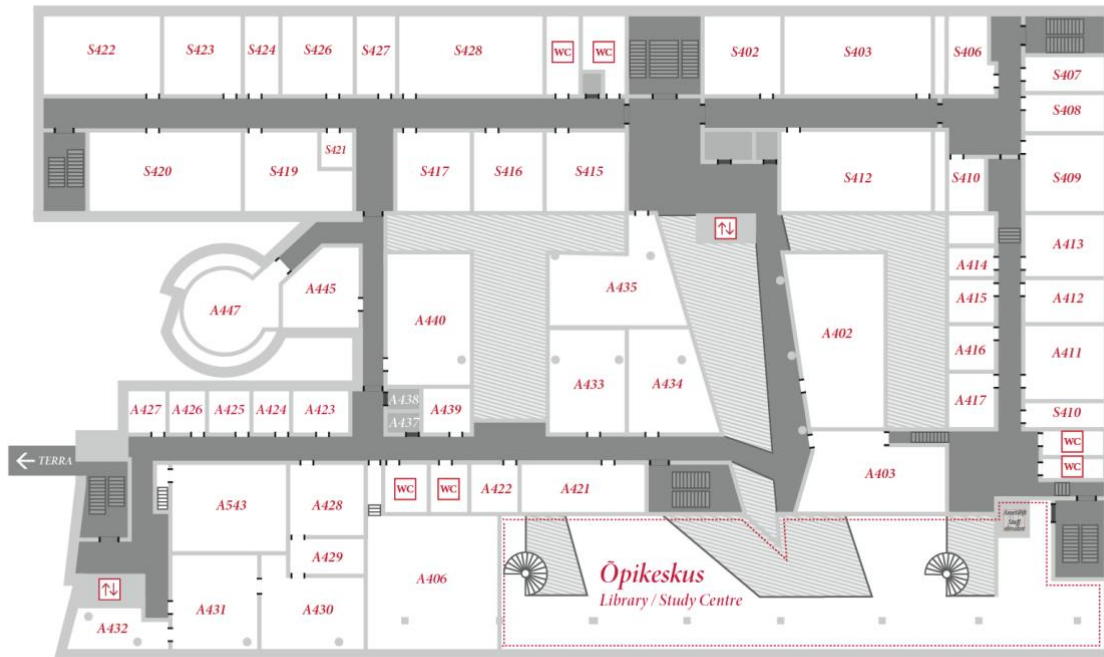 S422
S423
S424
S426
S427
S428
WC
WC
S402
S403
S406
S407
S408
S420
S419
S421
S417
S416
S415
S412
S410
S409
A413
A414
A447
A445
A440
A435
A402
A415
A412
A416
A411
A433
A434
A417
A438
A437
A439
S410
A427
A426
A425
A424
A423
WC
WC
← TERRA
A403
A543
A428
WC
WC
A422
A421
A429
Õpikeskus
Library / Study Centre
A406
A431
A430
A432